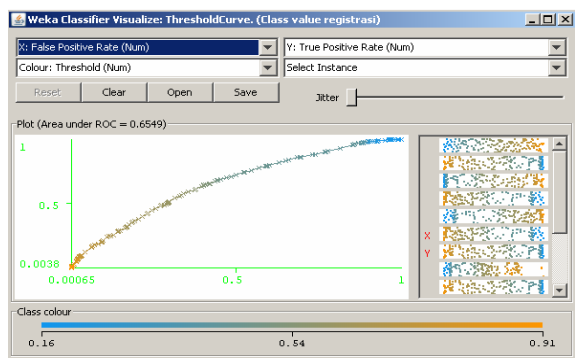 Weka Classifier Visualize: ThresholdCurve. (Class value registrasi)
X: False Positive Rate (Num)
Y: True Positive Rate (Num)
Colour: Threshold (Num)
Select Instance
Reset
Clear
Open
Save
Jitter
Plot (Area under ROC = 0.6549)
1
0.5
0.0038
0.00065
0.5
1
X
Y
Class colour
0.16
0.54
0.91